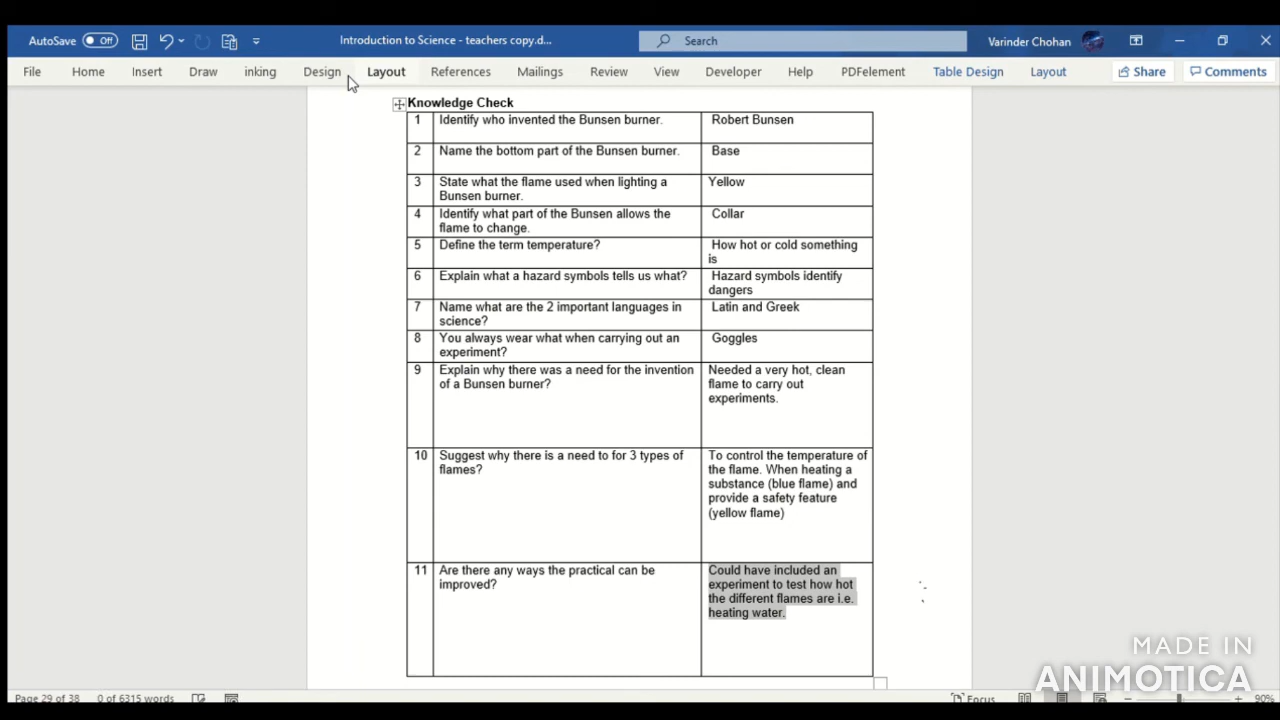 AutoSave Off Introduction to Science - teachers copy.d... Search Varinder Chohan
File Home Insert Draw inking Design Layout References Mailings Review View Developer Help PDFelement Table Design Layout Share Comments
Knowledge Check
1 Identify who invented the Bunsen burner. Robert Bunsen
2 Name the bottom part of the Bunsen burner. Base
3 State what the flame used when lighting a Yellow
Bunsen burner.
4 Identify what part of the Bunsen allows the Collar
flame to change.
5 Define the term temperature? How hot or cold something
is
6 Explain what a hazard symbols tells us what? Hazard symbols identify
dangers
7 Name what are the 2 important languages in Latin and Greek
science?
8 You always wear what when carrying out an Goggles
experiment?
9 Explain why there was a need for the invention Needed a very hot, clean
of a Bunsen burner? flame to carry out
experiments.
10 Suggest why there is a need to for 3 types of To control the temperature of
flames? the flame. When heating a
substance (blue flame) and
provide a safety feature
(yellow flame)
11 Are there any ways the practical can be Could have included an
improved? experiment to test how hot
the different flames are i.e.
heating water.
MADE IN
ANIMOTICA
Page 29 of 38 0 of 6315 words Focus 90%